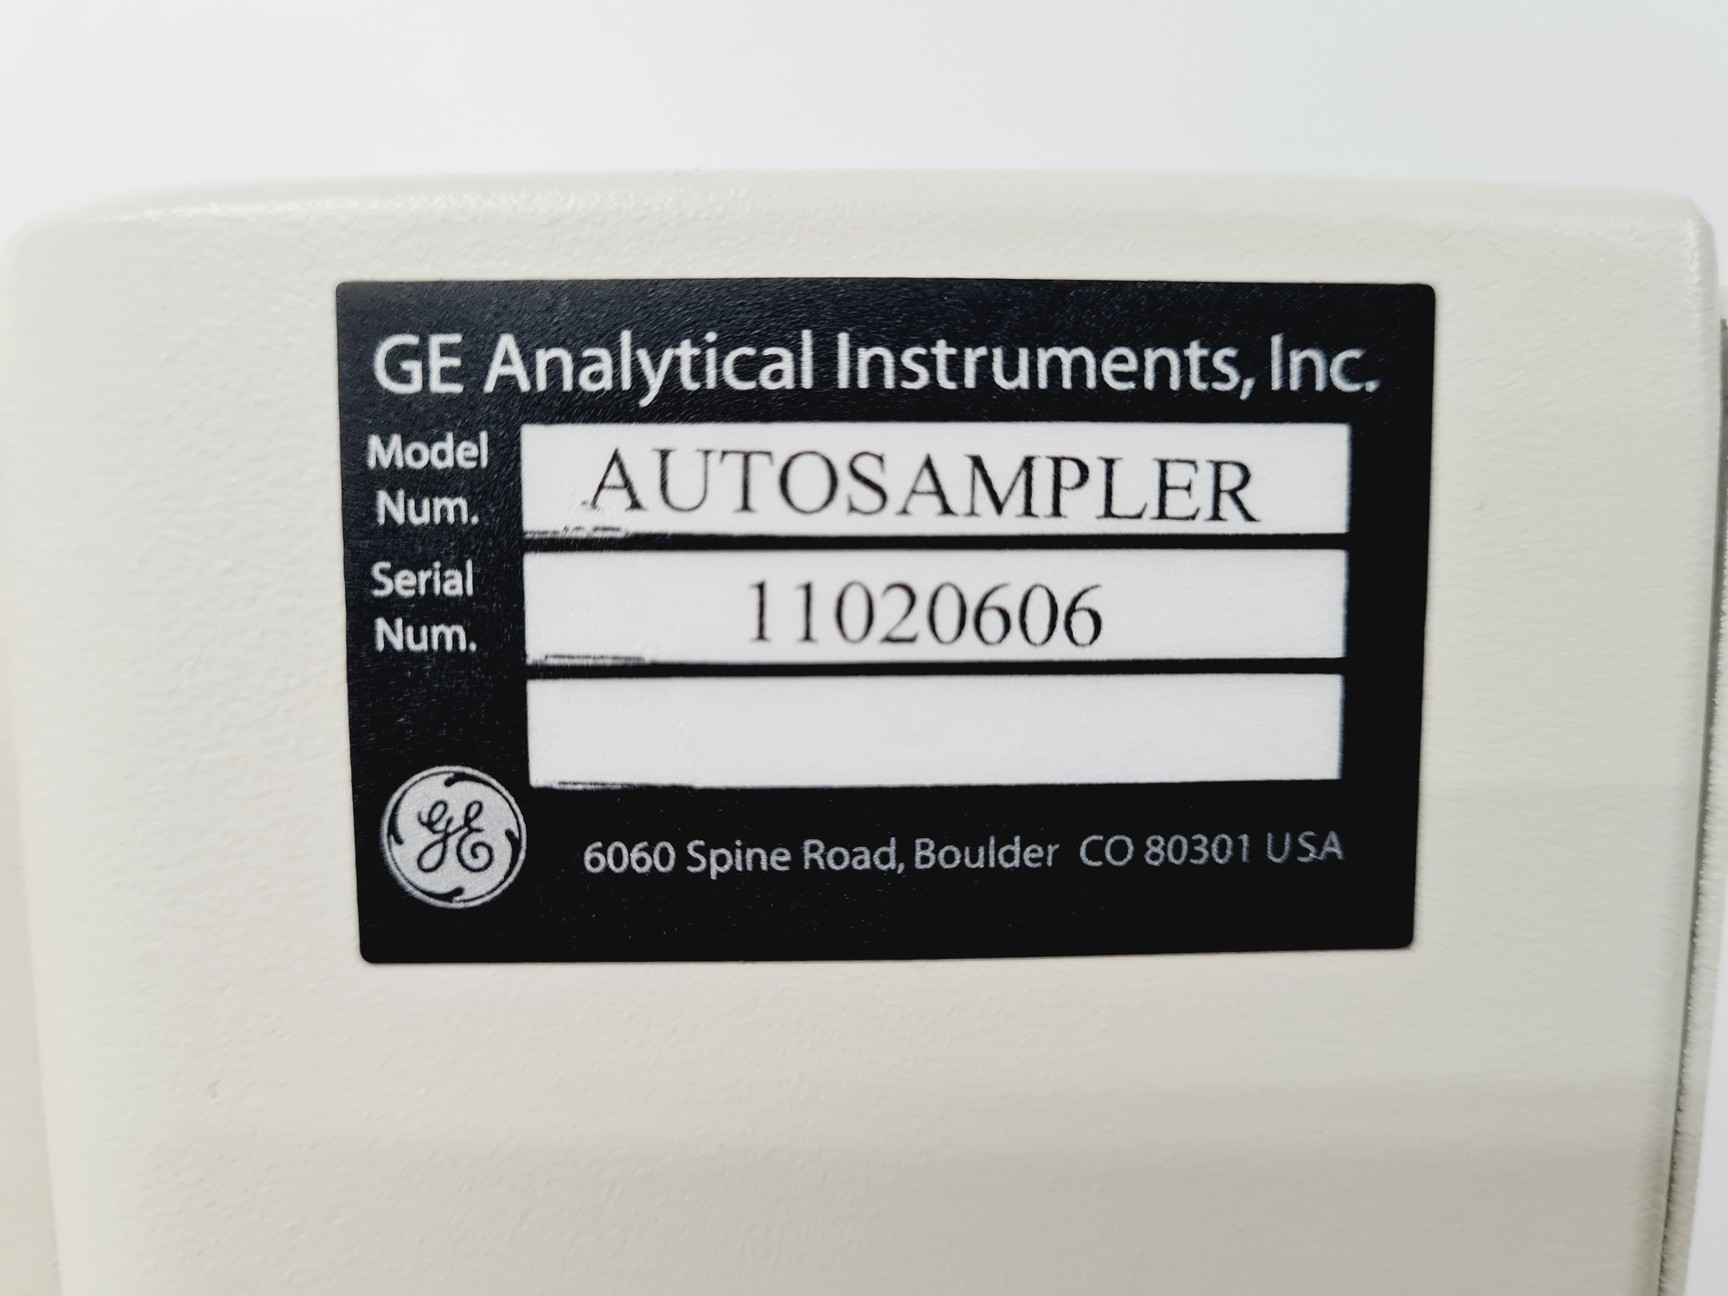 GE Analytical Instruments, Inc.
Model
Num.
AUTOSAMPLER
Serial
Num.
11020606
GE
6060 Spine Road, Boulder CO 80301 USA